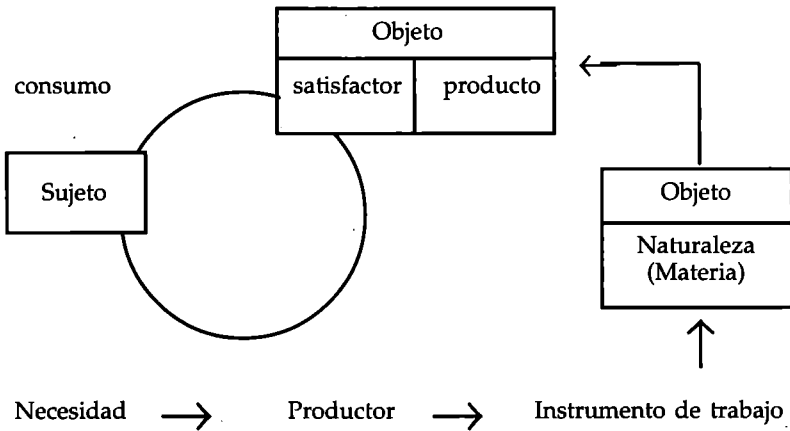 Objeto
consumo
satisfactor producto
Sujeto
Objeto
Naturaleza
(Materia)
Necesidad Productor Instrumento de trabajo